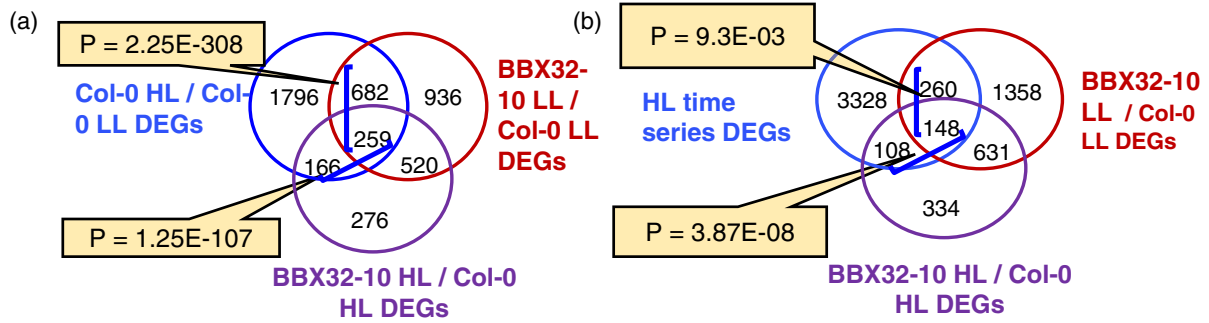 (a)
P = 2.25E-308
Col-0 HL / Col-
0 LL DEGs
1796
682
936
BBX32-
10 LL /
Col-0 LL
DEGs
259
166
520
276
P = 1.25E-107
BBX32-10 HL / Col-0
HL DEGs
(b)
P = 9.3E-03
HL time
series DEGs
3328
260
1358
BBX32-10
LL / Col-0
LL DEGs
148
108
631
334
P = 3.87E-08
BBX32-10 HL / Col-0
HL DEGs